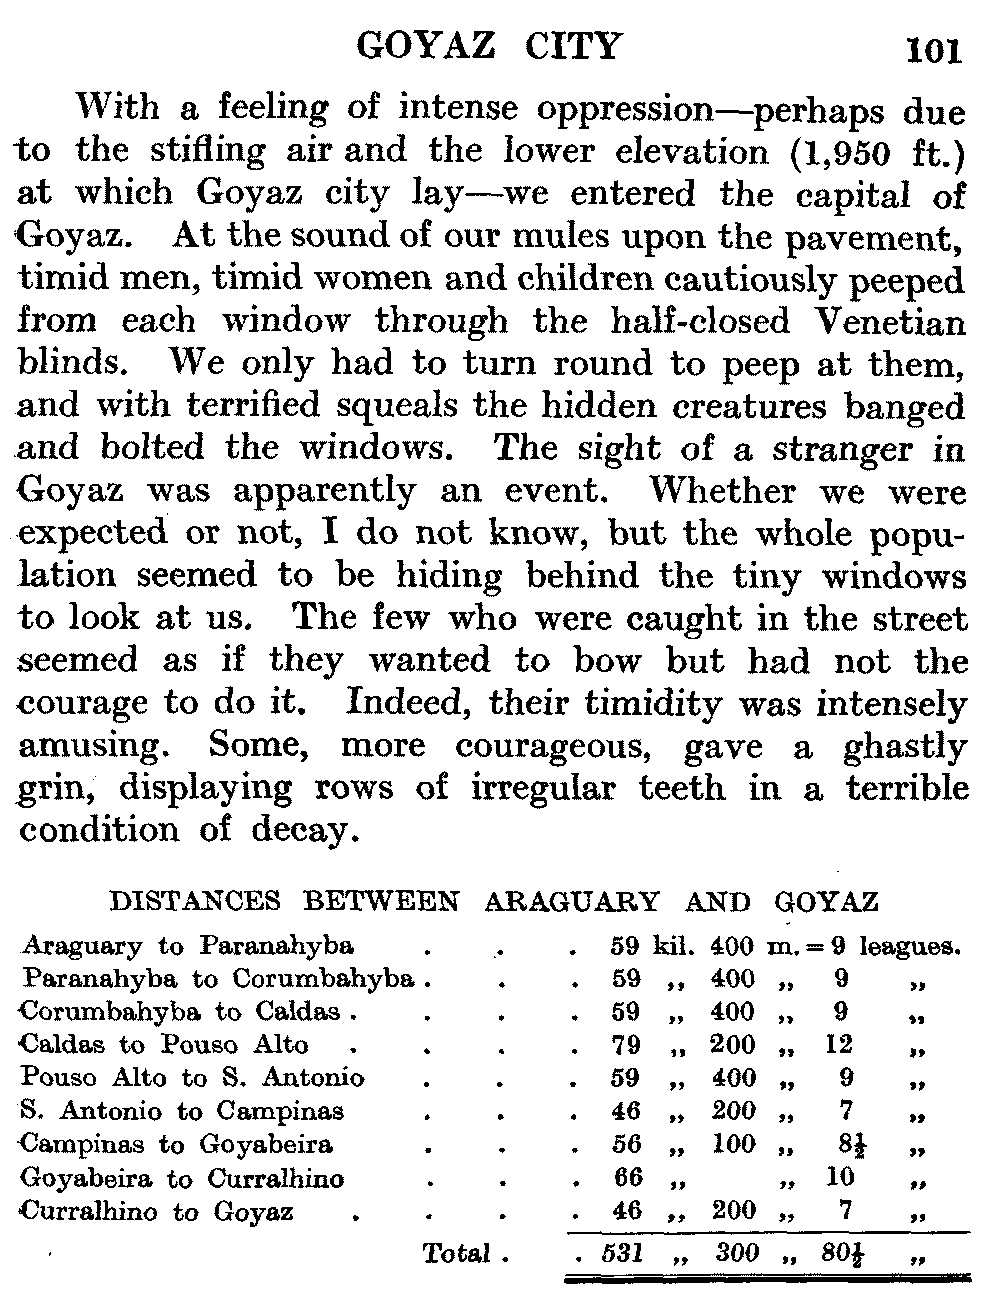 GOYAZ CITY 101
With a feeling of intense oppression—perhaps due
to the stifling air and the lower elevation (1,950 ft.)
at which Goyaz city lay—we entered the capital of
Goyaz. At the sound of our mules upon the pavement,
timid men, timid women and children cautiously peeped
from each window through the half-closed Venetian
blinds. We only had to turn round to peep at them,
and with terrified squeals the hidden creatures banged
and bolted the windows. The sight of a stranger in
Goyaz was apparently an event. Whether we were
expected or not, I do not know, but the whole popu-
lation seemed to be hiding behind the tiny windows
to look at us. The few who were caught in the street
seemed as if they wanted to bow but had not the
courage to do it. Indeed, their timidity was intensely
amusing. Some, more courageous, gave a ghastly
grin, displaying rows of irregular teeth in a terrible
condition of decay.
DISTANCES BETWEEN ARAGUARY AND GOYAZ
Araguary to Paranahyba . . . 59 kil. 400 m. = 9 leagues.
Paranahyba to Corumbahyba . . . 59 ,, 400 ,, 9 ,,
Corumbahyba to Caldas . . . . 59 ,, 400 ,, 9 ,,
Caldas to Pouso Alto . . . . 79 ,, 200 ,, 12 ,,
Pouso Alto to S. Antonio . . . 59 ,, 400 ,, 9 ,,
S. Antonio to Campinas . . . 46 ,, 200 ,, 7 ,,
Campinas to Goyabeira . . . 56 ,, 100 ,, 8½ ,,
Goyabeira to Curralhino . . . 66 ,, ,, 10 ,,
Curralhino to Goyaz . . . . 46 ,, 200 ,, 7 ,,
Total . . 531 ,, 300 ,, 80½ ,,